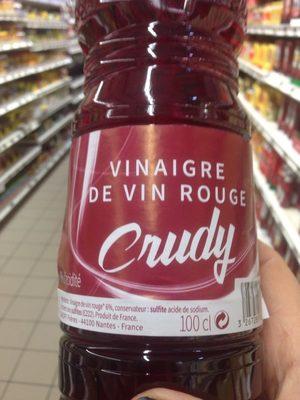 VINAIGRE
DE VIN ROUGE
Crudy
Vinaigre de vin rouge* 6%, conservateur : sulfite acide de sodium.
sulfites (E222). Produit de France.
44100 Nantes - France
100 cl